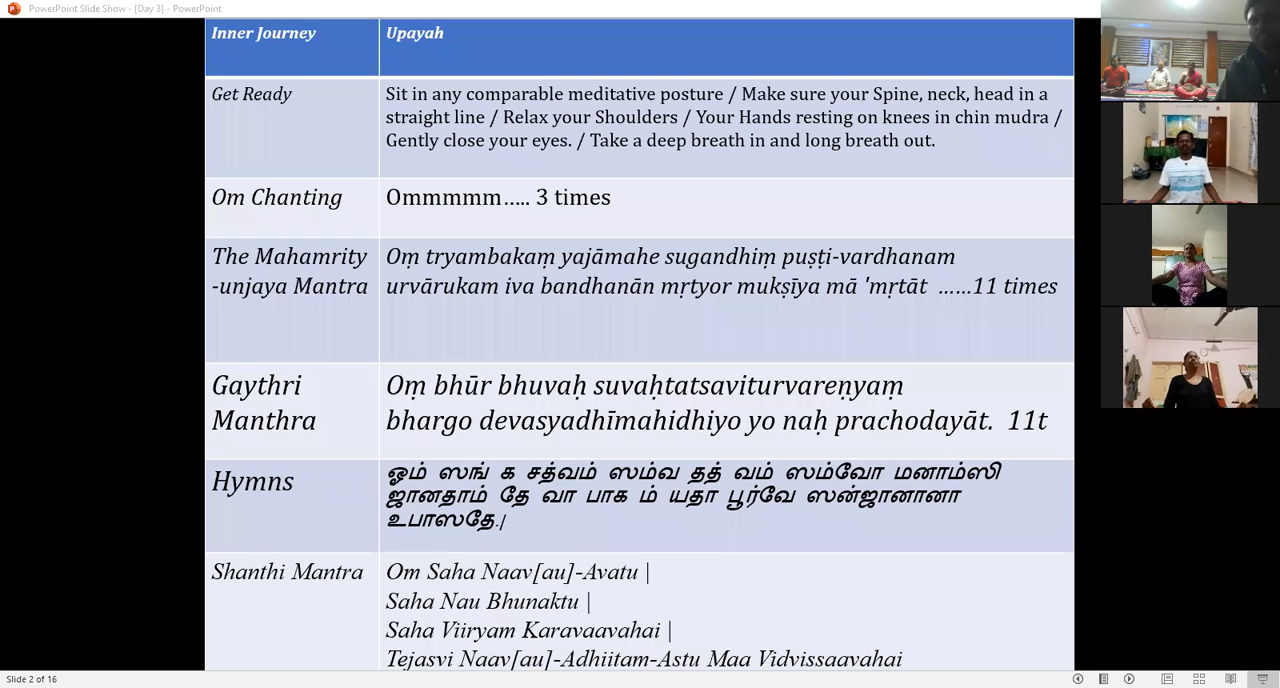 PowerPoint Slide Show - [Day 3] - PowerPoint
Inner Journey
Upayah
Get Ready
Sit in any comparable meditative posture / Make sure your Spine, neck, head in a
straight line / Relax your Shoulders / Your Hands resting on knees in chin mudra /
Gently close your eyes. / Take a deep breath in and long breath out.
Om Chanting
Ommmmm..... 3 times
The Mahamrity
-unjaya Mantra
Oṃ tryambakaṃ yajāmahe sugandhiṃ puṣṭi-vardhanam
urvārukam iva bandhanān mṛtyor mukṣīya mā 'mṛtāt ......11 times
Gaythri
Manthra
Oṃ bhūr bhuvaḥ suvaḥtatsaviturvareṇyaṃ
bhargo devasyadhīmahidhiyo yo naḥ prachodayāt. 11t
Hymns
ஓம் ஸங் க சத்வம் ஸம்வ தத் வம் ஸம்வோ மனாம்ஸி
ஜானதாம் தே வா பாக ம் யதா பூர்வே ஸன்ஜானானா
உபாஸதே./
Shanthi Mantra
Om Saha Naav[au]-Avatu |
Saha Nau Bhunaktu |
Saha Viiryam Karavaavahai |
Tejasvi Naav[au]-Adhiitam-Astu Maa Vidvissaavahai
Slide 2 of 16